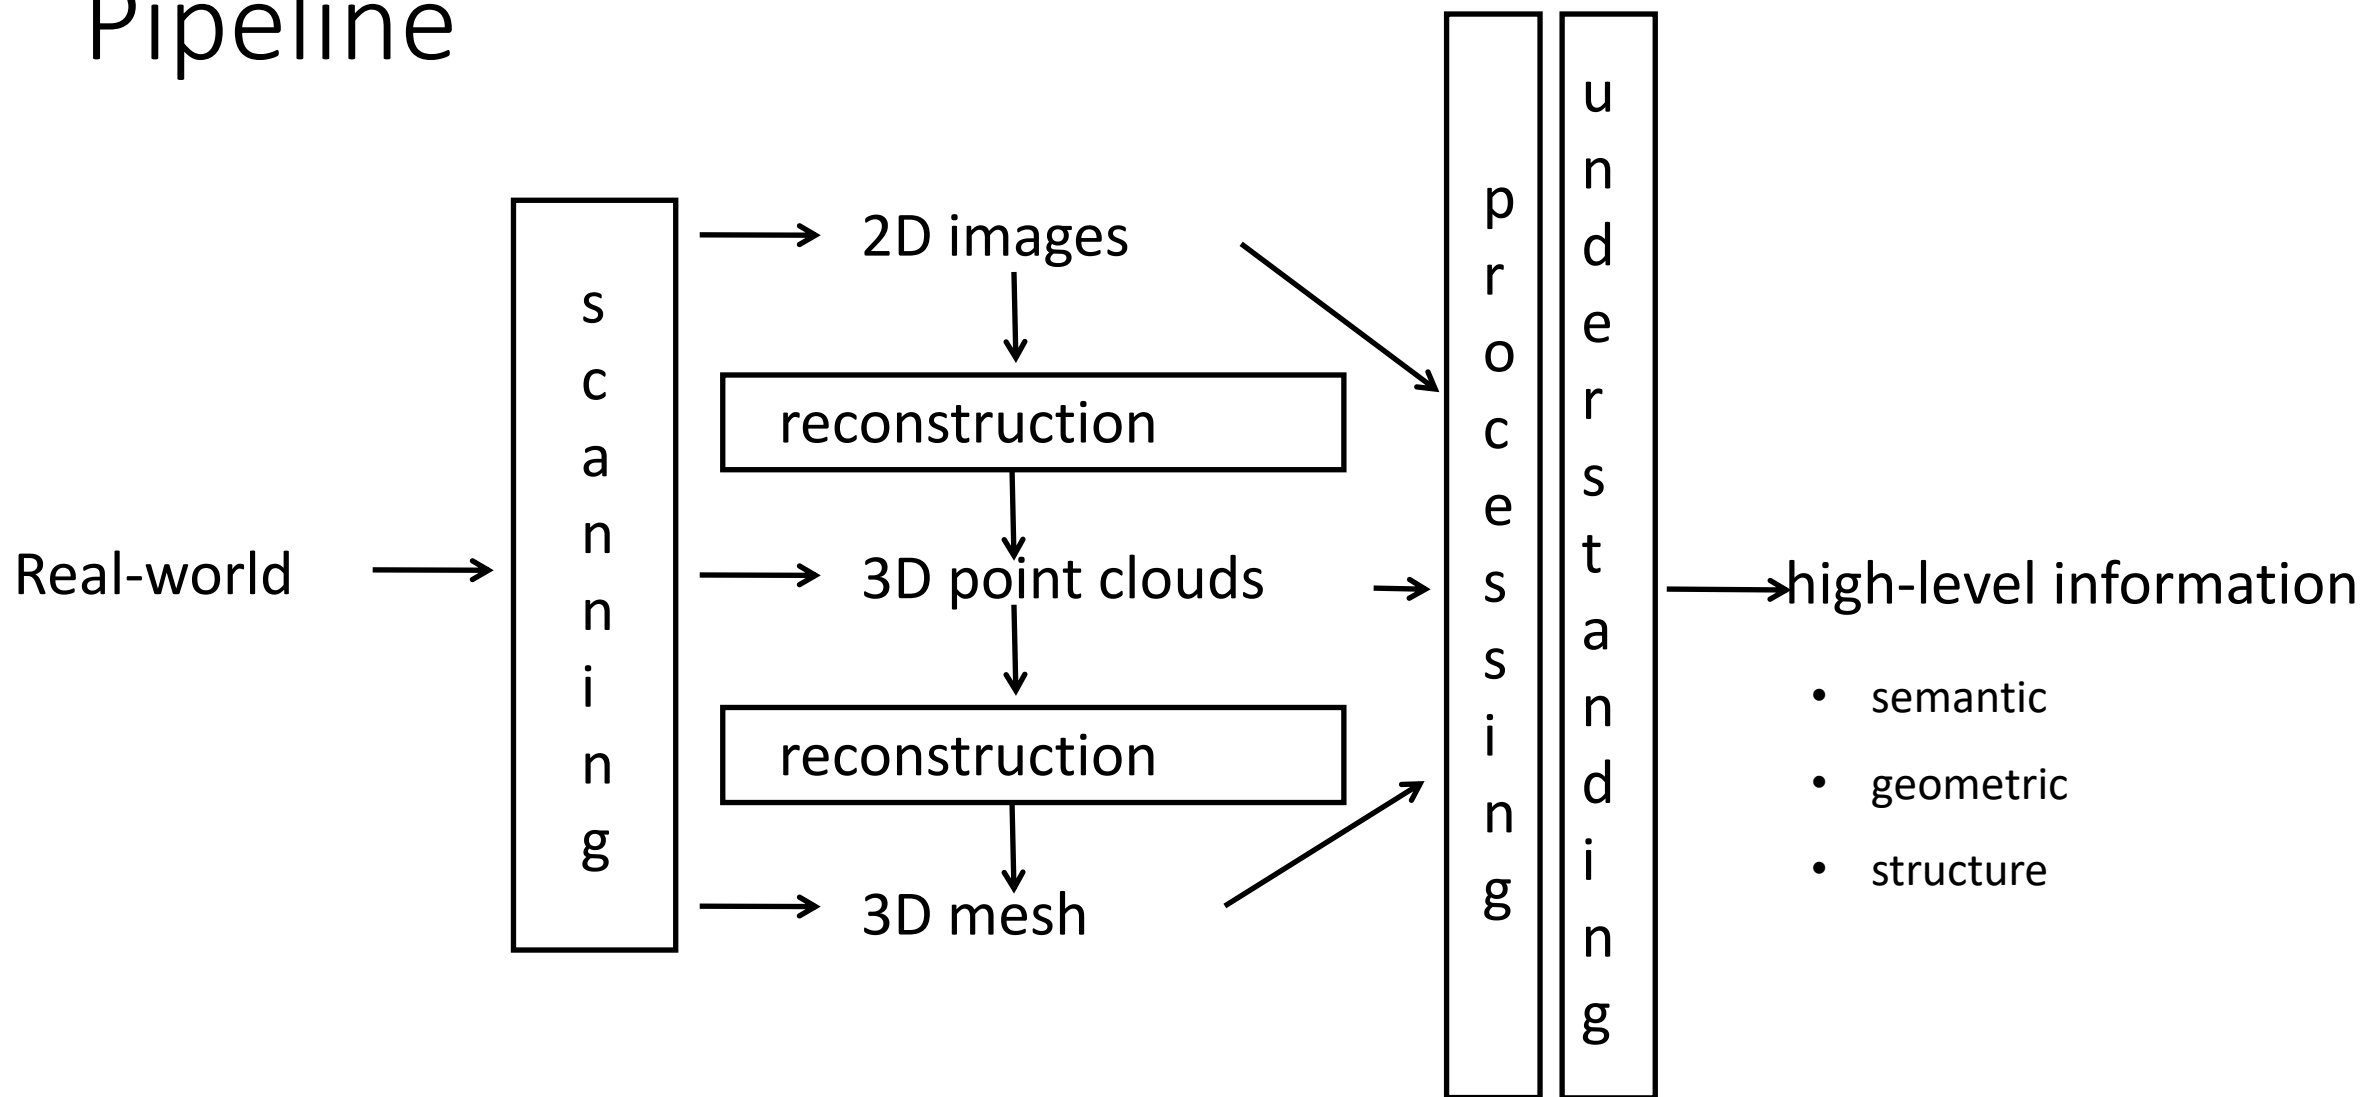 Pipeline
Real-world
scanning
2D images
reconstruction
3D point clouds
reconstruction
3D mesh
processing
understanding
high-level information
• semantic
• geometric
• structure